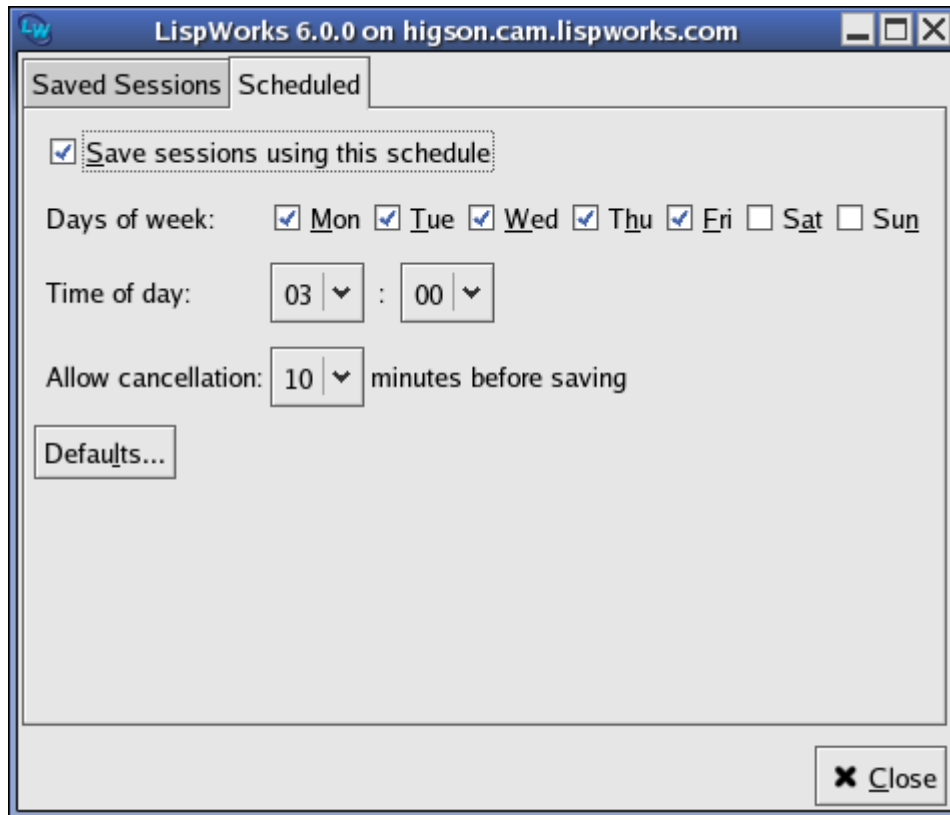 LW LispWorks 6.0.0 on higson.cam.lispworks.com
Saved Sessions Scheduled
Save sessions using this schedule
Days of week: Mon Tue Wed Thu Fri Sat Sun
Time of day: 03 : 00
Allow cancellation: 10 minutes before saving
Defaults...
Close